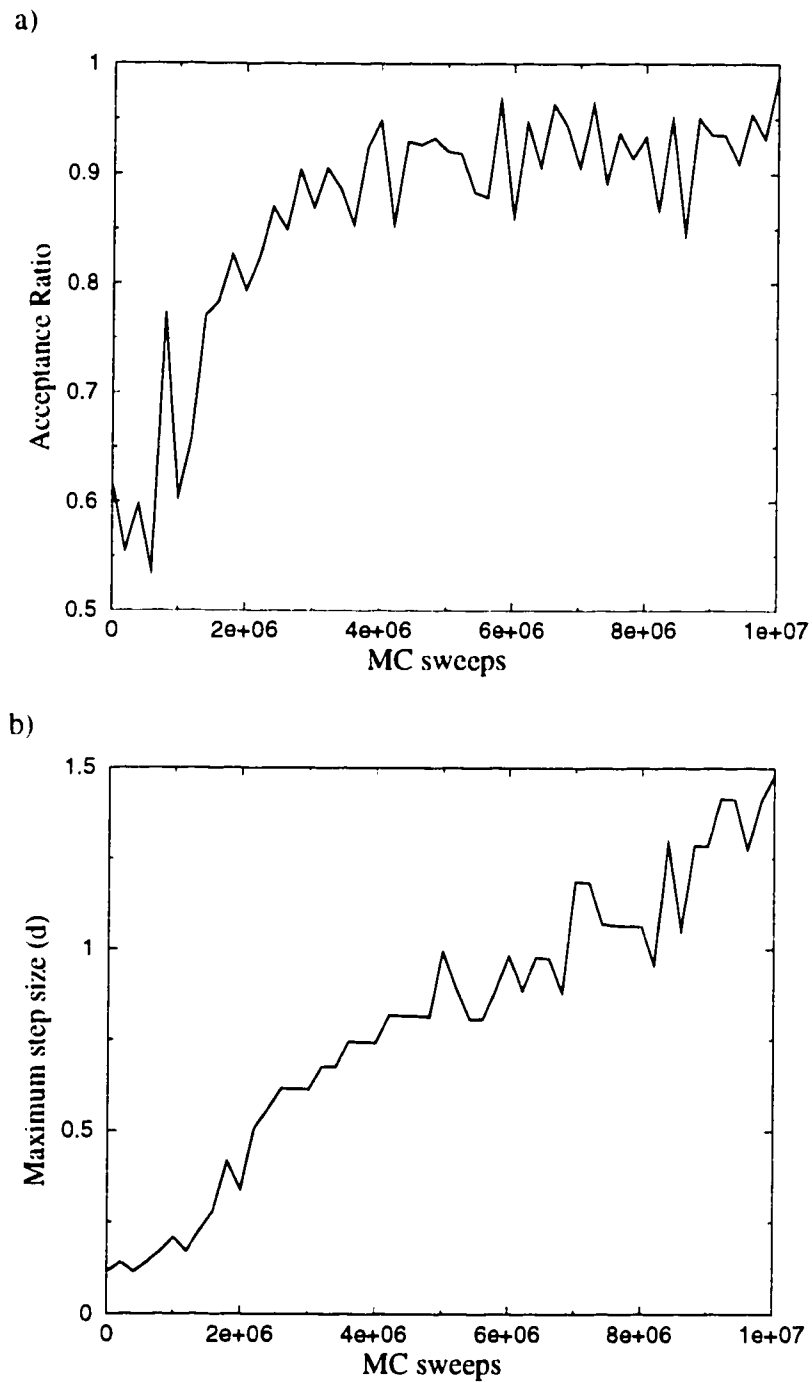 a)
1
0.9
0.8
0.7
0.6
0.5
Acceptance Ratio
0 2e+06 4e+06 6e+06 8e+06 1e+07
MC sweeps
b)
1.5
1
0.5
0
Maximum step size (d)
0 2e+06 4e+06 6e+06 8e+06 1e+07
MC sweeps